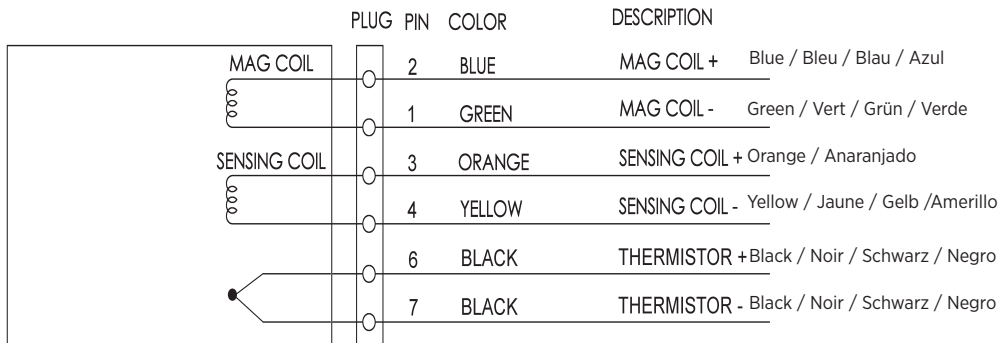 PLUG PIN COLOR DESCRIPTION
MAG COIL 2 BLUE MAG COIL + Blue / Bleu / Blau / Azul
1 GREEN MAG COIL - Green / Vert / Grün / Verde
SENSING COIL 3 ORANGE SENSING COIL + Orange / Anaranjado
4 YELLOW SENSING COIL - Yellow / Jaune / Gelb /Amerillo
6 BLACK THERMISTOR + Black / Noir / Schwarz / Negro
7 BLACK THERMISTOR - Black / Noir / Schwarz / Negro